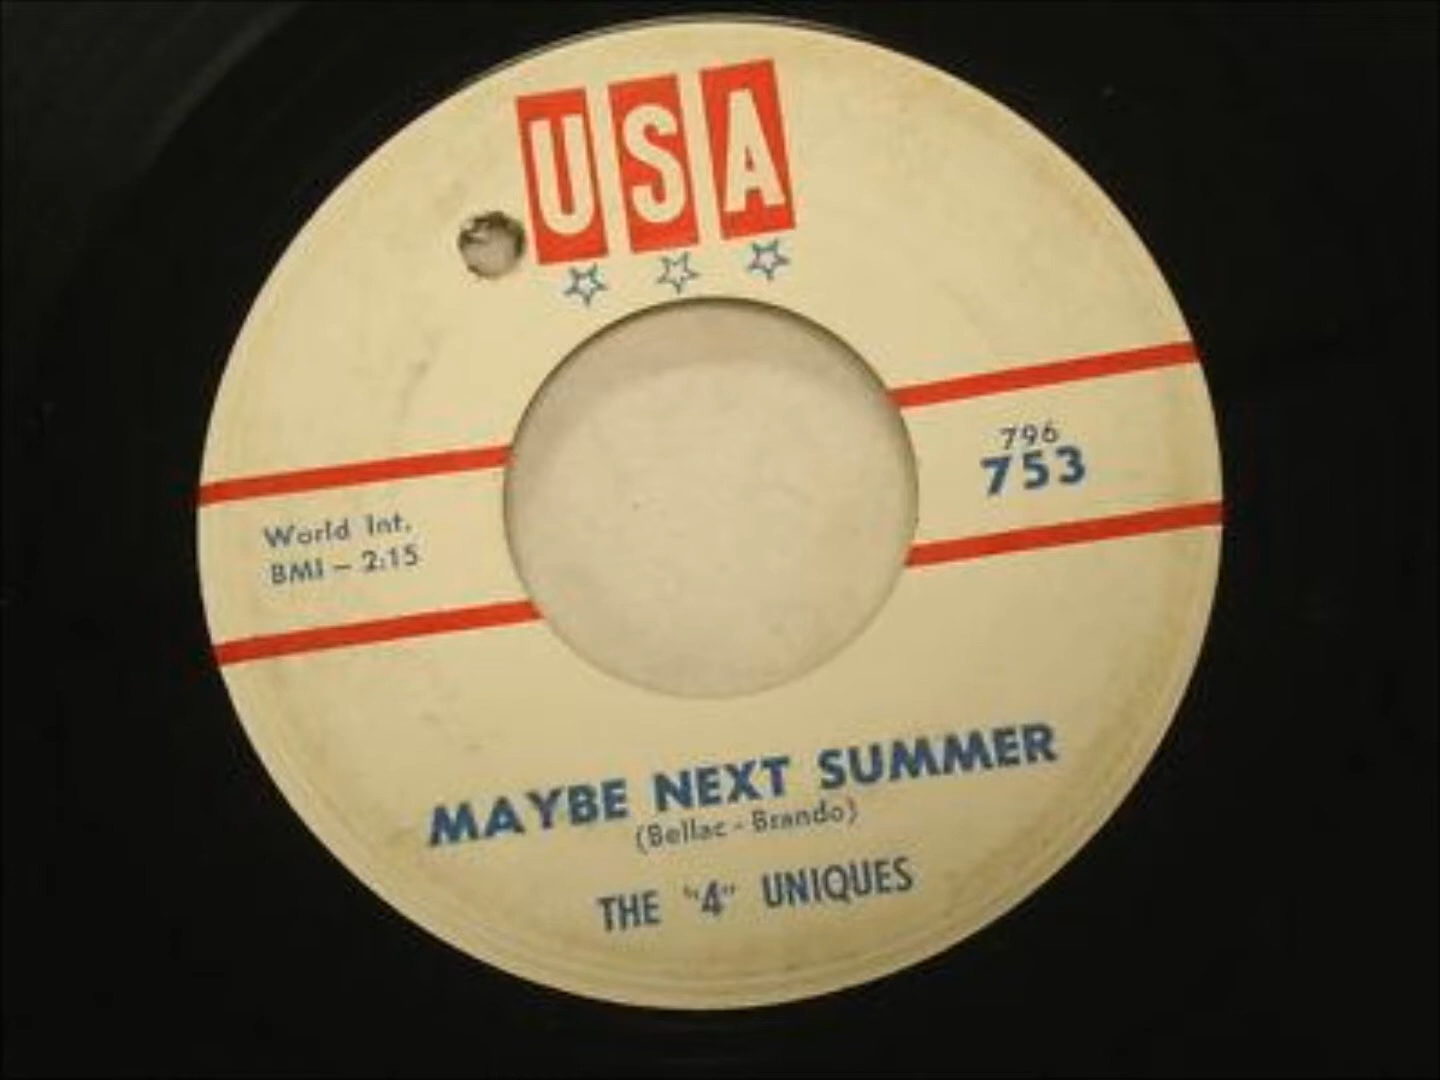 USA
World Int.
BMI – 2:15
796
753
MAYBE NEXT SUMMER
(Bellac - Brando)
THE "4" UNIQUES